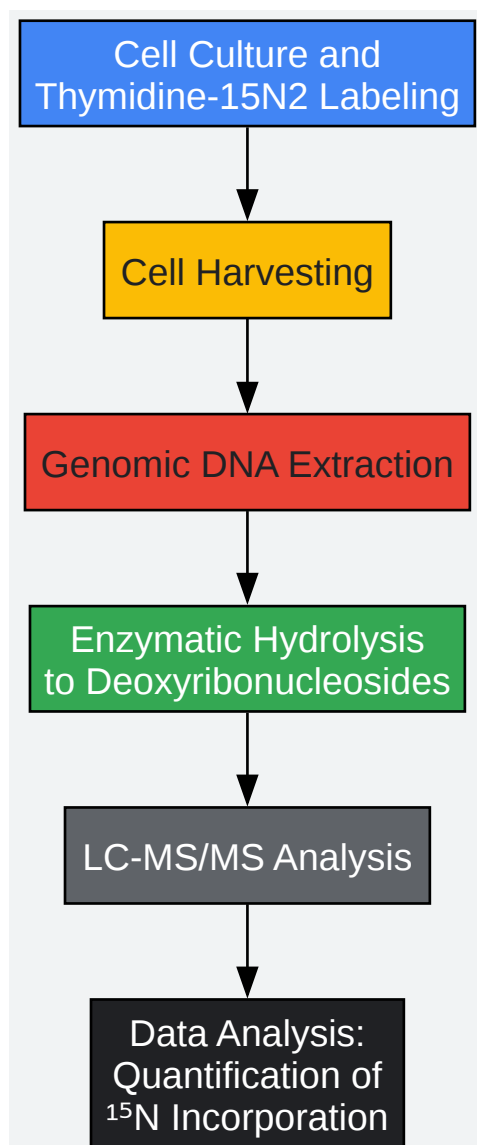 Cell Culture and
Thymidine-15N2 Labeling
Cell Harvesting
Genomic DNA Extraction
Enzymatic Hydrolysis
to Deoxyribonucleosides
LC-MS/MS Analysis
Data Analysis:
Quantification of
¹⁵N Incorporation